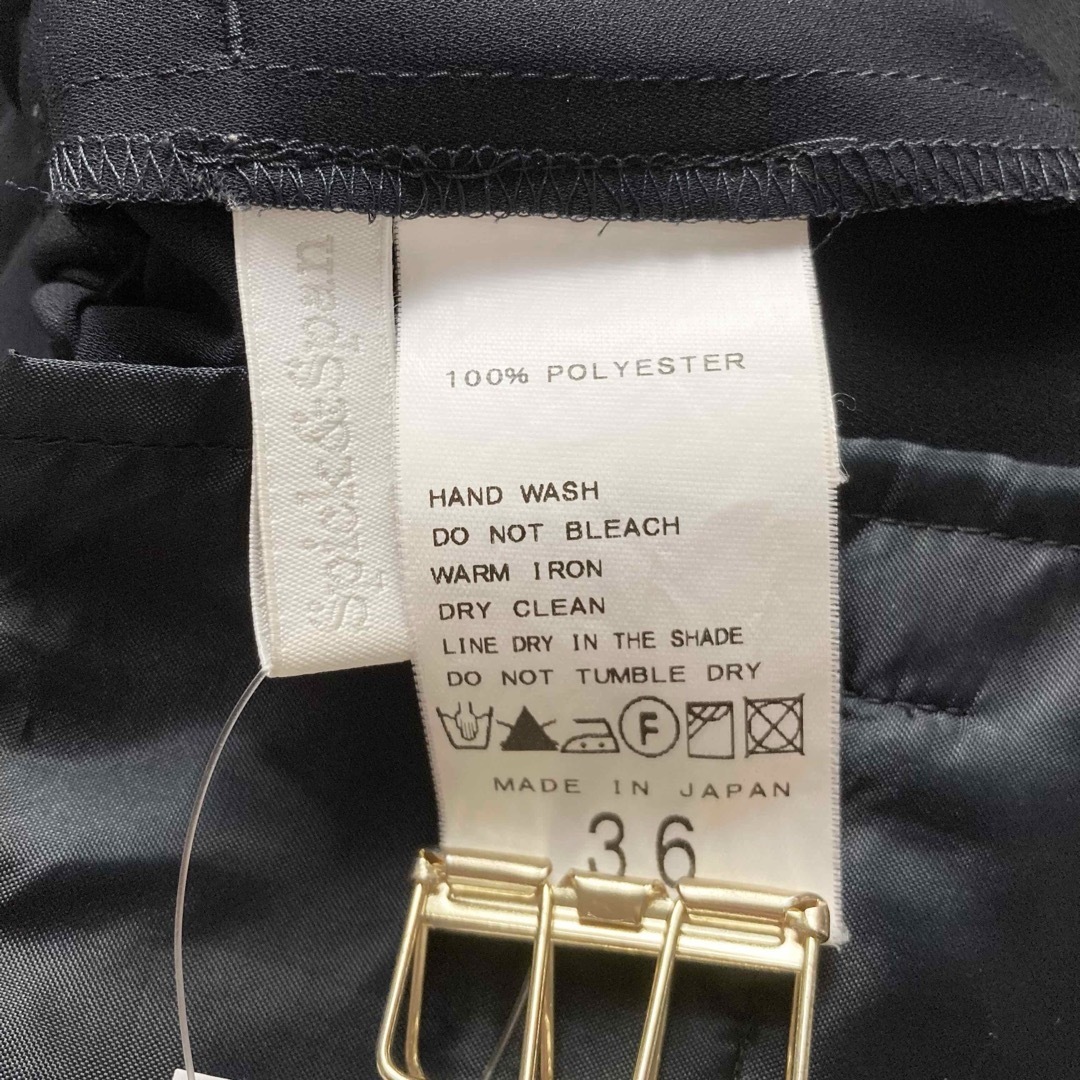 Spick&Span
100% POLYESTER
HAND WASH
DO NOT BLEACH
WARM IRON
DRY CLEAN
LINE DRY IN THE SHADE
DO NOT TUMBLE DRY
F
MADE IN JAPAN
36